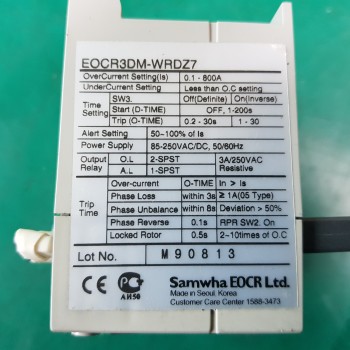 EOCR3DM-WRDZ7
OverCurrent Setting(Is) 0.1 - 800A
UnderCurrent Setting Less than O.C setting
Time Setting SW3. Off(Definite) On(Inverse)
Start (D-TIME) OFF, 1-200s
Trip (O-TIME) 0.2 - 30s 1 - 30
Alert Setting 50~100% of Is
Power Supply 85-250VAC/DC, 50/60Hz
Output Relay O.L 2-SPST 3A/250VAC Resistive
A.L 1-SPST
Trip Time Over-current O-TIME In > Is
Phase Loss within 3s ≥ 1A(05 Type)
Phase Unbalance within 8s Deviation > 50%
Phase Reverse 0.1s RPR SW2. On
Locked Rotor 0.5s 2~10times of O.C
Lot No. M90813
CE
АИ50
Samwha EOCR Ltd.
Made in Seoul, Korea
Customer Care Center 1588-3473